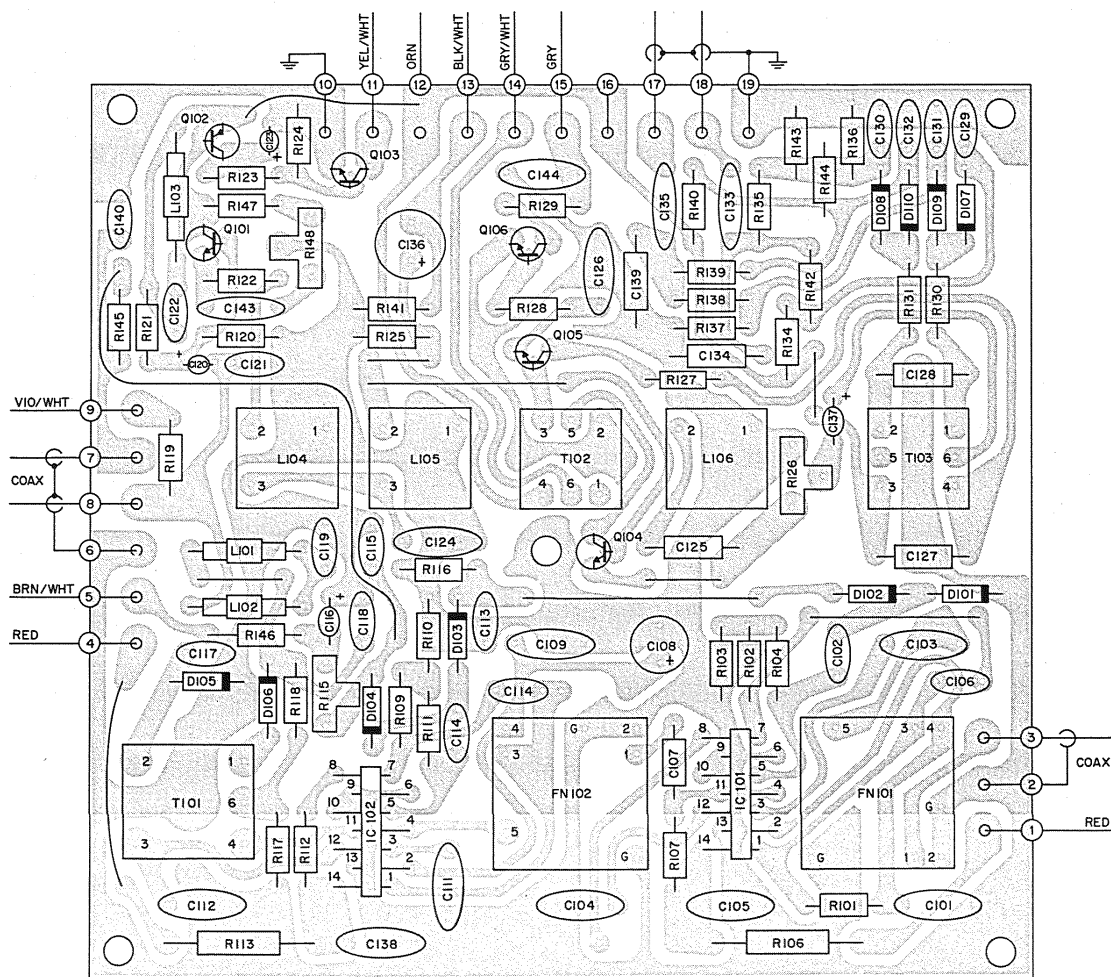 YEL/WHT
ORN
BLK/WHT
GRY/WHT
GRY
10 11 12 13 14 15 16 17 18 19
Q102
C123
+
R124
Q103
R143
R136
C130
C132
C131
C129
R123
C144
R144
L103
R147
R129
C135
R140
C133
R135
D108
D110
D109
D107
C140
Q101
R148
C136
+
Q106
C126
C139
R139
R142
R122
R138
R131
R130
R145
R121
C122
C143
R141
R128
R137
R134
R120
R125
Q105
C134
+
C120
C121
R127
C128
VIO/WHT
9
+
C137
R119
2 1
L104
3
2 1
L105
3
3 5 2
T102
4 6 1
2 1
L106
R126
2 1
5 T103 6
3 4
7
COAX
8
6
L101
C119
C115
C124
Q104
C125
C127
R116
BRN/WHT
5
L102
+
C116
C118
R110
D103
C113
D102
D101
RED
4
R146
C109
C108
+
R103
R102
R104
C102
C103
C117
D105
D106
R118
R115
D104
R109
R111
C114
C114
C106
2 1
T101 6
3 4
8 7
9 6
10 5
11 4
12 3
13 2
14 1
IC 102
4 G 2
3 1
FN102
5
G
C107
8 7
9 6
10 5
11 4
12 3
13 2
14 1
IC 101
5 3 4
FN101
G
G 1 2
3
COAX
2
1
RED
R117
R112
C111
R107
C112
C104
C105
R101
C101
R113
C138
R106